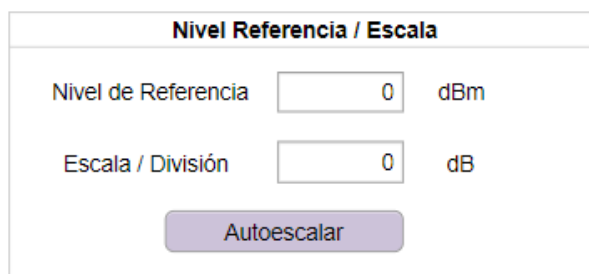 Nivel Referencia / Escala
Nivel de Referencia 0 dBm
Escala / División 0 dB
Autoescalar